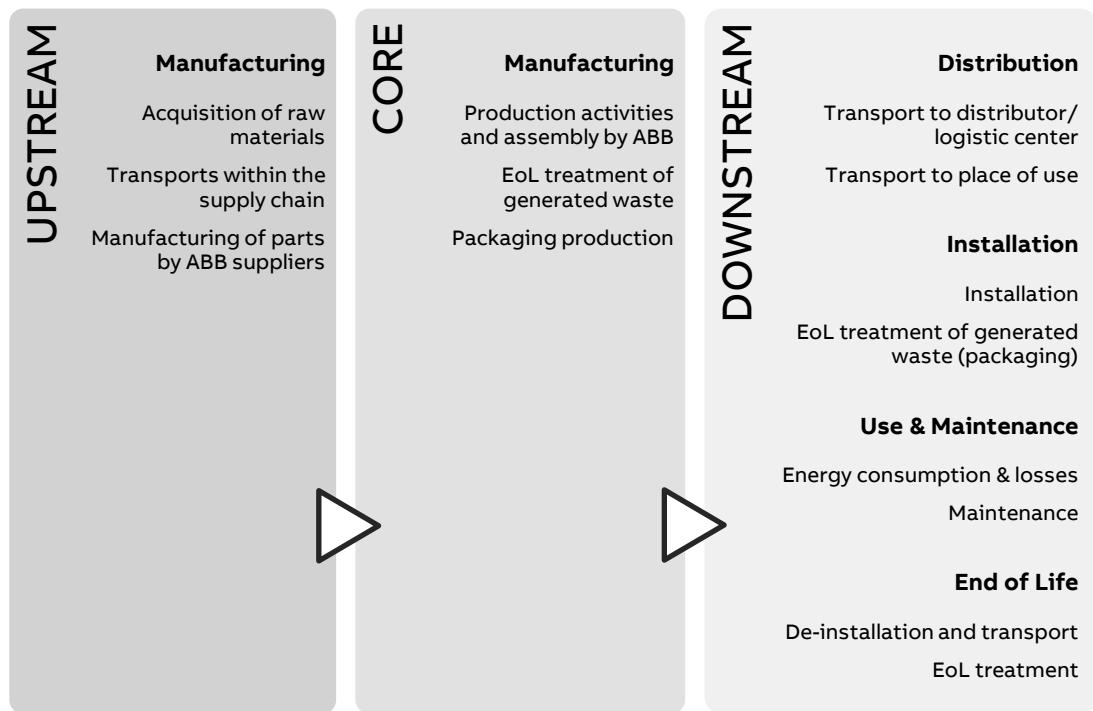 UPSTREAM
Manufacturing
Acquisition of raw
materials
Transports within the
supply chain
Manufacturing of parts
by ABB suppliers
CORE
Manufacturing
Production activities
and assembly by ABB
EoL treatment of
generated waste
Packaging production
DOWNSTREAM
Distribution
Transport to distributor/
logistic center
Transport to place of use
Installation
Installation
EoL treatment of generated
waste (packaging)
Use & Maintenance
Energy consumption & losses
Maintenance
End of Life
De-installation and transport
EoL treatment